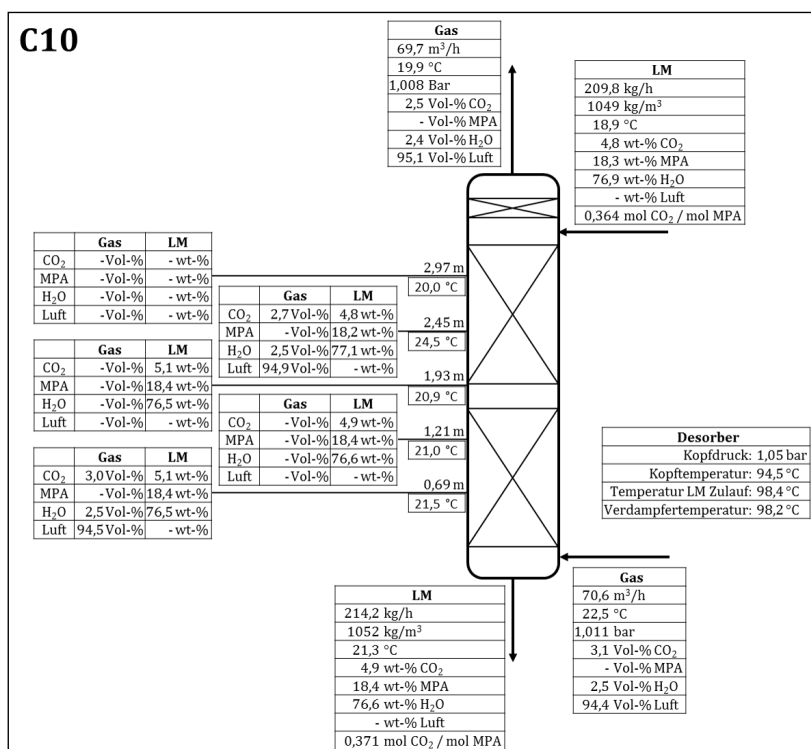 C10
Gas
69,7 m³/h
19,9 °C
1,008 Bar
2,5 Vol-% CO₂
- Vol-% MPA
2,4 Vol-% H₂O
95,1 Vol-% Luft
LM
209,8 kg/h
1049 kg/m³
18,9 °C
4,8 wt-% CO₂
18,3 wt-% MPA
76,9 wt-% H₂O
- wt-% Luft
0,364 mol CO₂ / mol MPA
Gas LM
CO₂ -Vol-% - wt-%
MPA -Vol-% - wt-%
H₂O -Vol-% - wt-%
Luft -Vol-% - wt-%
2,97 m
20,0 °C
Gas LM
CO₂ 2,7 Vol-% 4,8 wt-%
MPA -Vol-% 18,2 wt-%
H₂O 2,5 Vol-% 77,1 wt-%
Luft 94,9 Vol-% - wt-%
2,45 m
24,5 °C
Gas LM
CO₂ -Vol-% 5,1 wt-%
MPA -Vol-% 18,4 wt-%
H₂O -Vol-% 76,5 wt-%
Luft -Vol-% - wt-%
1,93 m
20,9 °C
Gas LM
CO₂ -Vol-% 4,9 wt-%
MPA -Vol-% 18,4 wt-%
H₂O -Vol-% 76,6 wt-%
Luft -Vol-% - wt-%
1,21 m
21,0 °C
Gas LM
CO₂ 3,0 Vol-% 5,1 wt-%
MPA -Vol-% 18,4 wt-%
H₂O 2,5 Vol-% 76,5 wt-%
Luft 94,5 Vol-% - wt-%
0,69 m
21,5 °C
Desorber
Kopfdruck: 1,05 bar
Kopftemperatur: 94,5 °C
Temperatur LM Zulauf: 98,4 °C
Verdampfertemperatur: 98,2 °C
LM
214,2 kg/h
1052 kg/m³
21,3 °C
4,9 wt-% CO₂
18,4 wt-% MPA
76,6 wt-% H₂O
- wt-% Luft
0,371 mol CO₂ / mol MPA
Gas
70,6 m³/h
22,5 °C
1,011 bar
3,1 Vol-% CO₂
- Vol-% MPA
2,5 Vol-% H₂O
94,4 Vol-% Luft